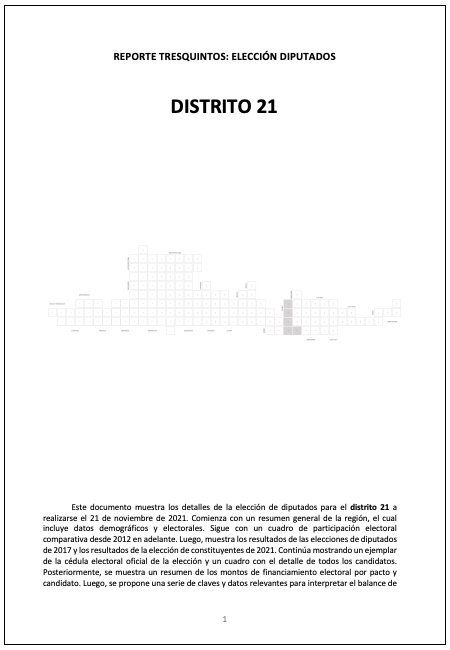 REPORTE TRESQUINTOS: ELECCIÓN DIPUTADOS
DISTRITO 21
Este documento muestra los detalles de la elección de diputados para el distrito 21 a
realizarse el 21 de noviembre de 2021. Comienza con un resumen general de la región, el cual
incluye datos demográficos y electorales. Sigue con un cuadro de participación electoral
comparativa desde 2012 en adelante. Luego, muestra los resultados de las elecciones de diputados
de 2017 y los resultados de la elección de constituyentes de 2021. Continúa mostrando un ejemplar
de la cédula electoral oficial de la elección y un cuadro con el detalle de todos los candidatos.
Posteriormente, se muestra un resumen de los montos de financiamiento electoral por pacto y
candidato. Luego, se propone una serie de claves y datos relevantes para interpretar el balance de
1